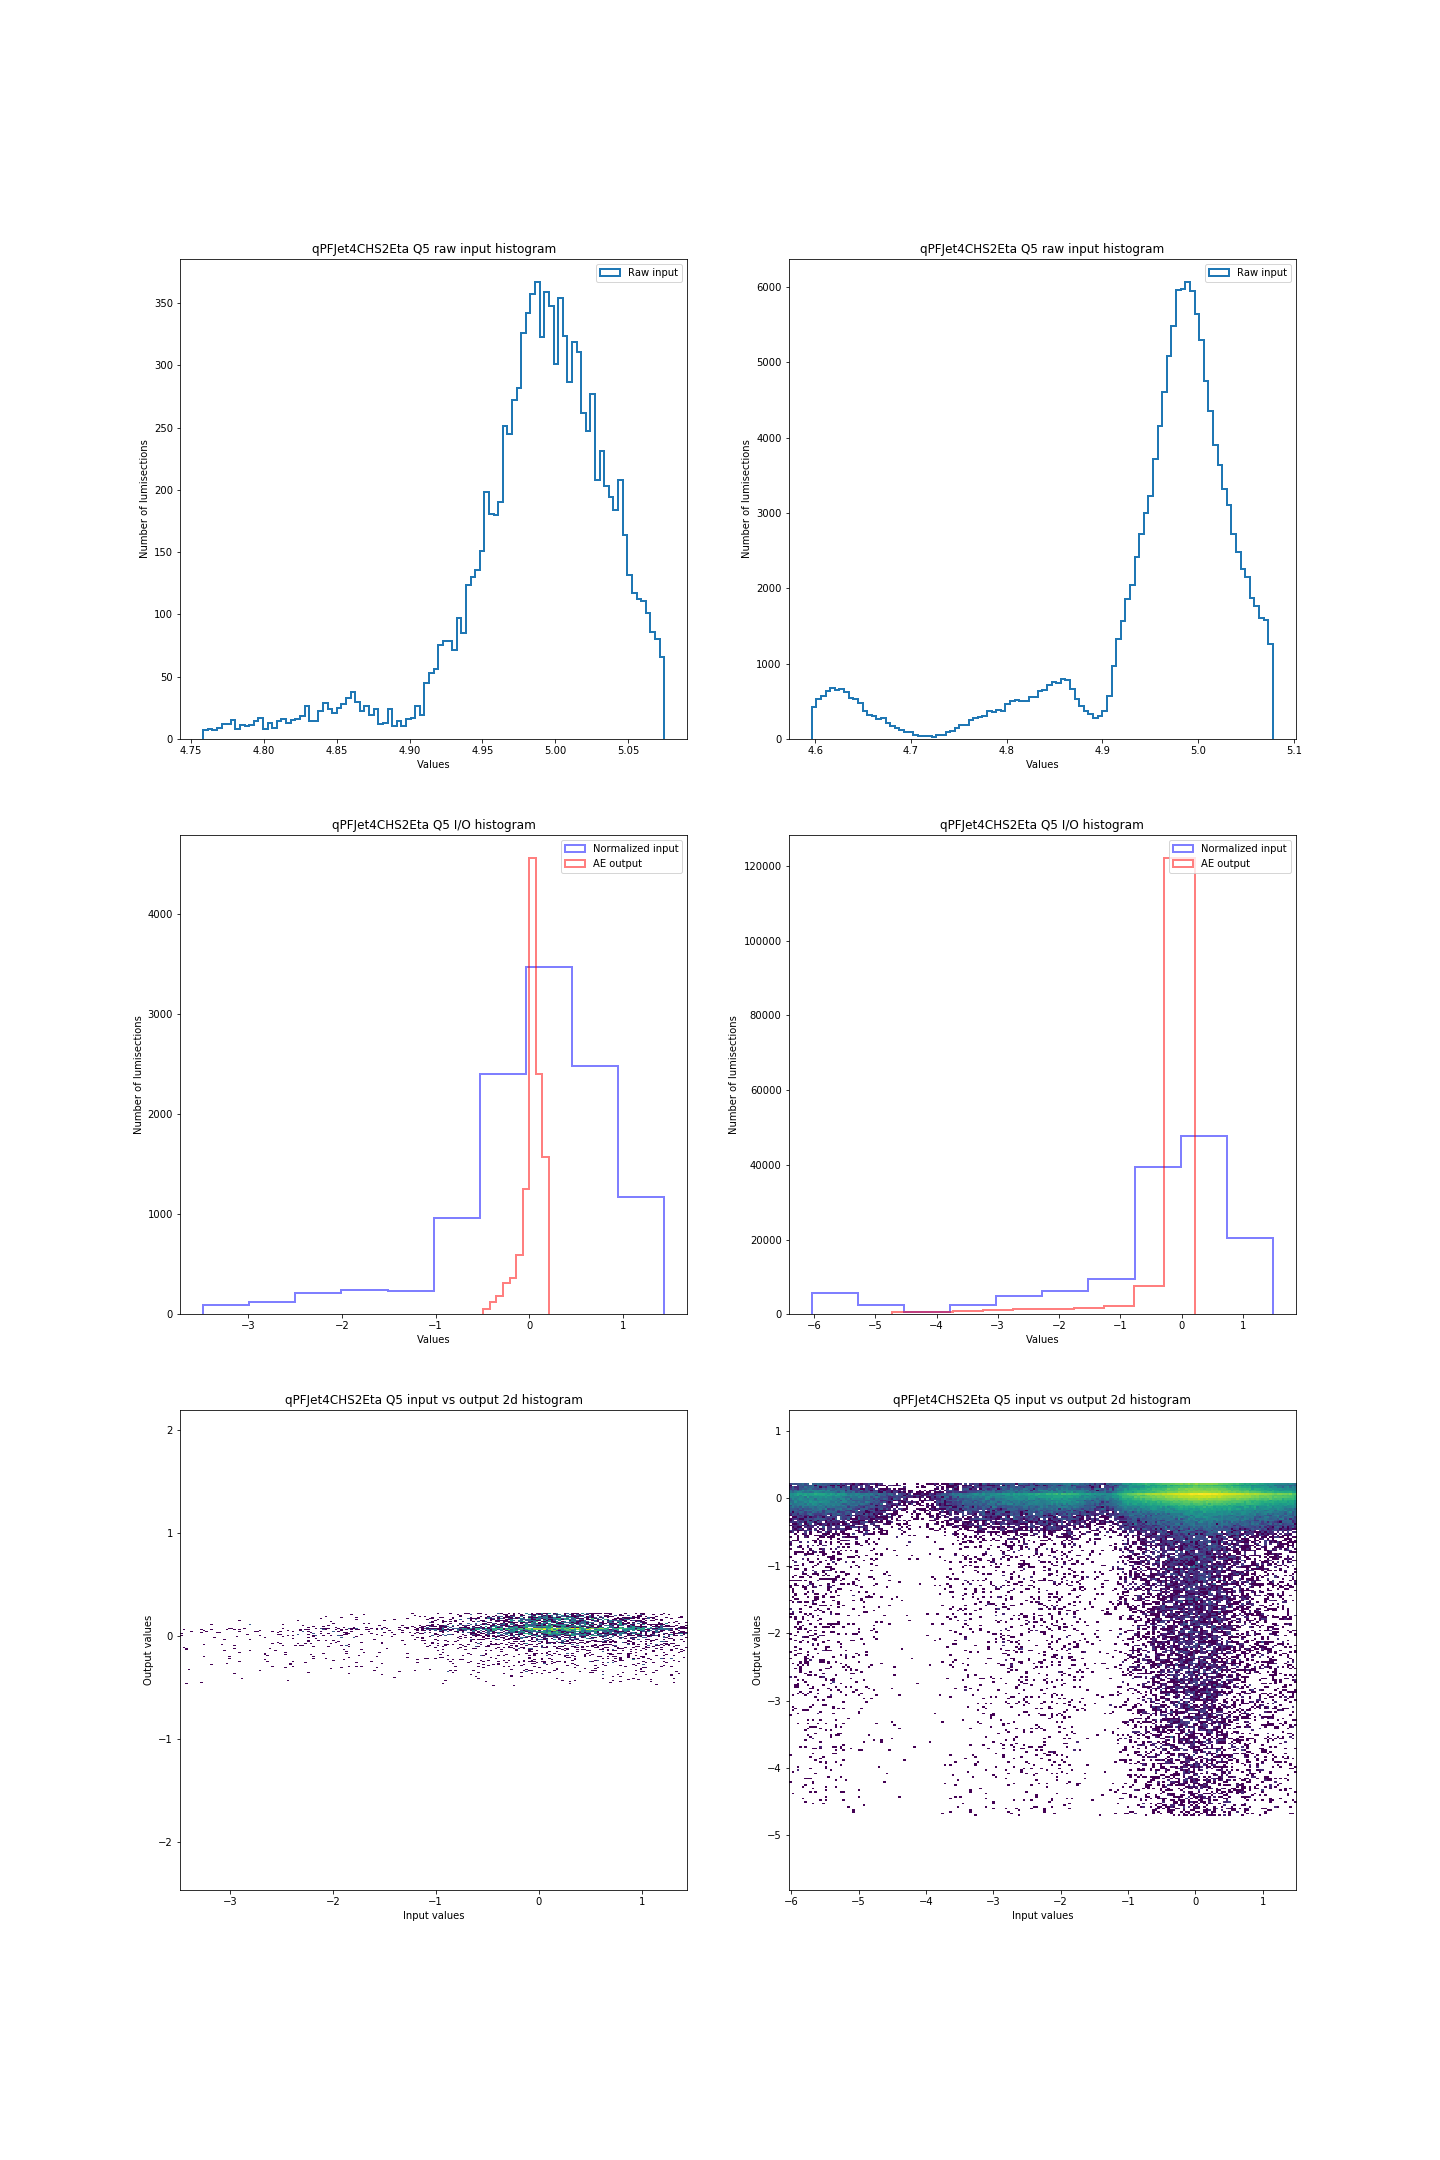 qPFJet4CHS2Eta Q5 raw input histogram
Raw input
350
300
250
200
150
100
50
0
Number of lumisections
4.75 4.80 4.85 4.90 4.95 5.00 5.05
Values
qPFJet4CHS2Eta Q5 raw input histogram
Raw input
6000
5000
4000
3000
2000
1000
0
Number of lumisections
4.6 4.7 4.8 4.9 5.0 5.1
Values
qPFJet4CHS2Eta Q5 I/O histogram
Normalized input
AE output
4000
3000
2000
1000
0
Number of lumisections
−3 −2 −1 0 1
Values
qPFJet4CHS2Eta Q5 I/O histogram
Normalized input
AE output
120000
100000
80000
60000
40000
20000
0
Number of lumisections
−6 −5 −4 −3 −2 −1 0 1
Values
qPFJet4CHS2Eta Q5 input vs output 2d histogram
2
1
0
−1
−2
Output values
−3 −2 −1 0 1
Input values
qPFJet4CHS2Eta Q5 input vs output 2d histogram
1
0
−1
−2
−3
−4
−5
Output values
−6 −5 −4 −3 −2 −1 0 1
Input values